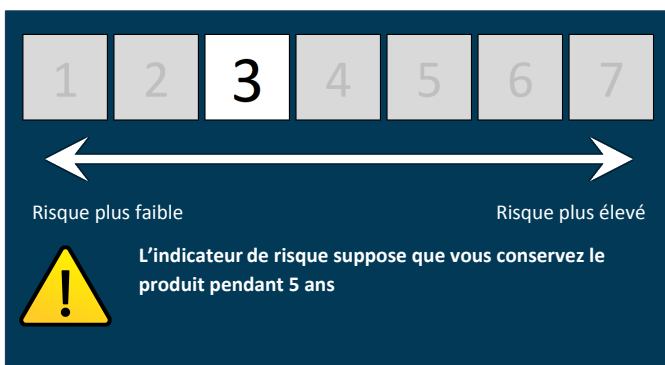 1 2 3 4 5 6 7
Risque plus faible Risque plus élevé
L’indicateur de risque suppose que vous conservez le
produit pendant 5 ans